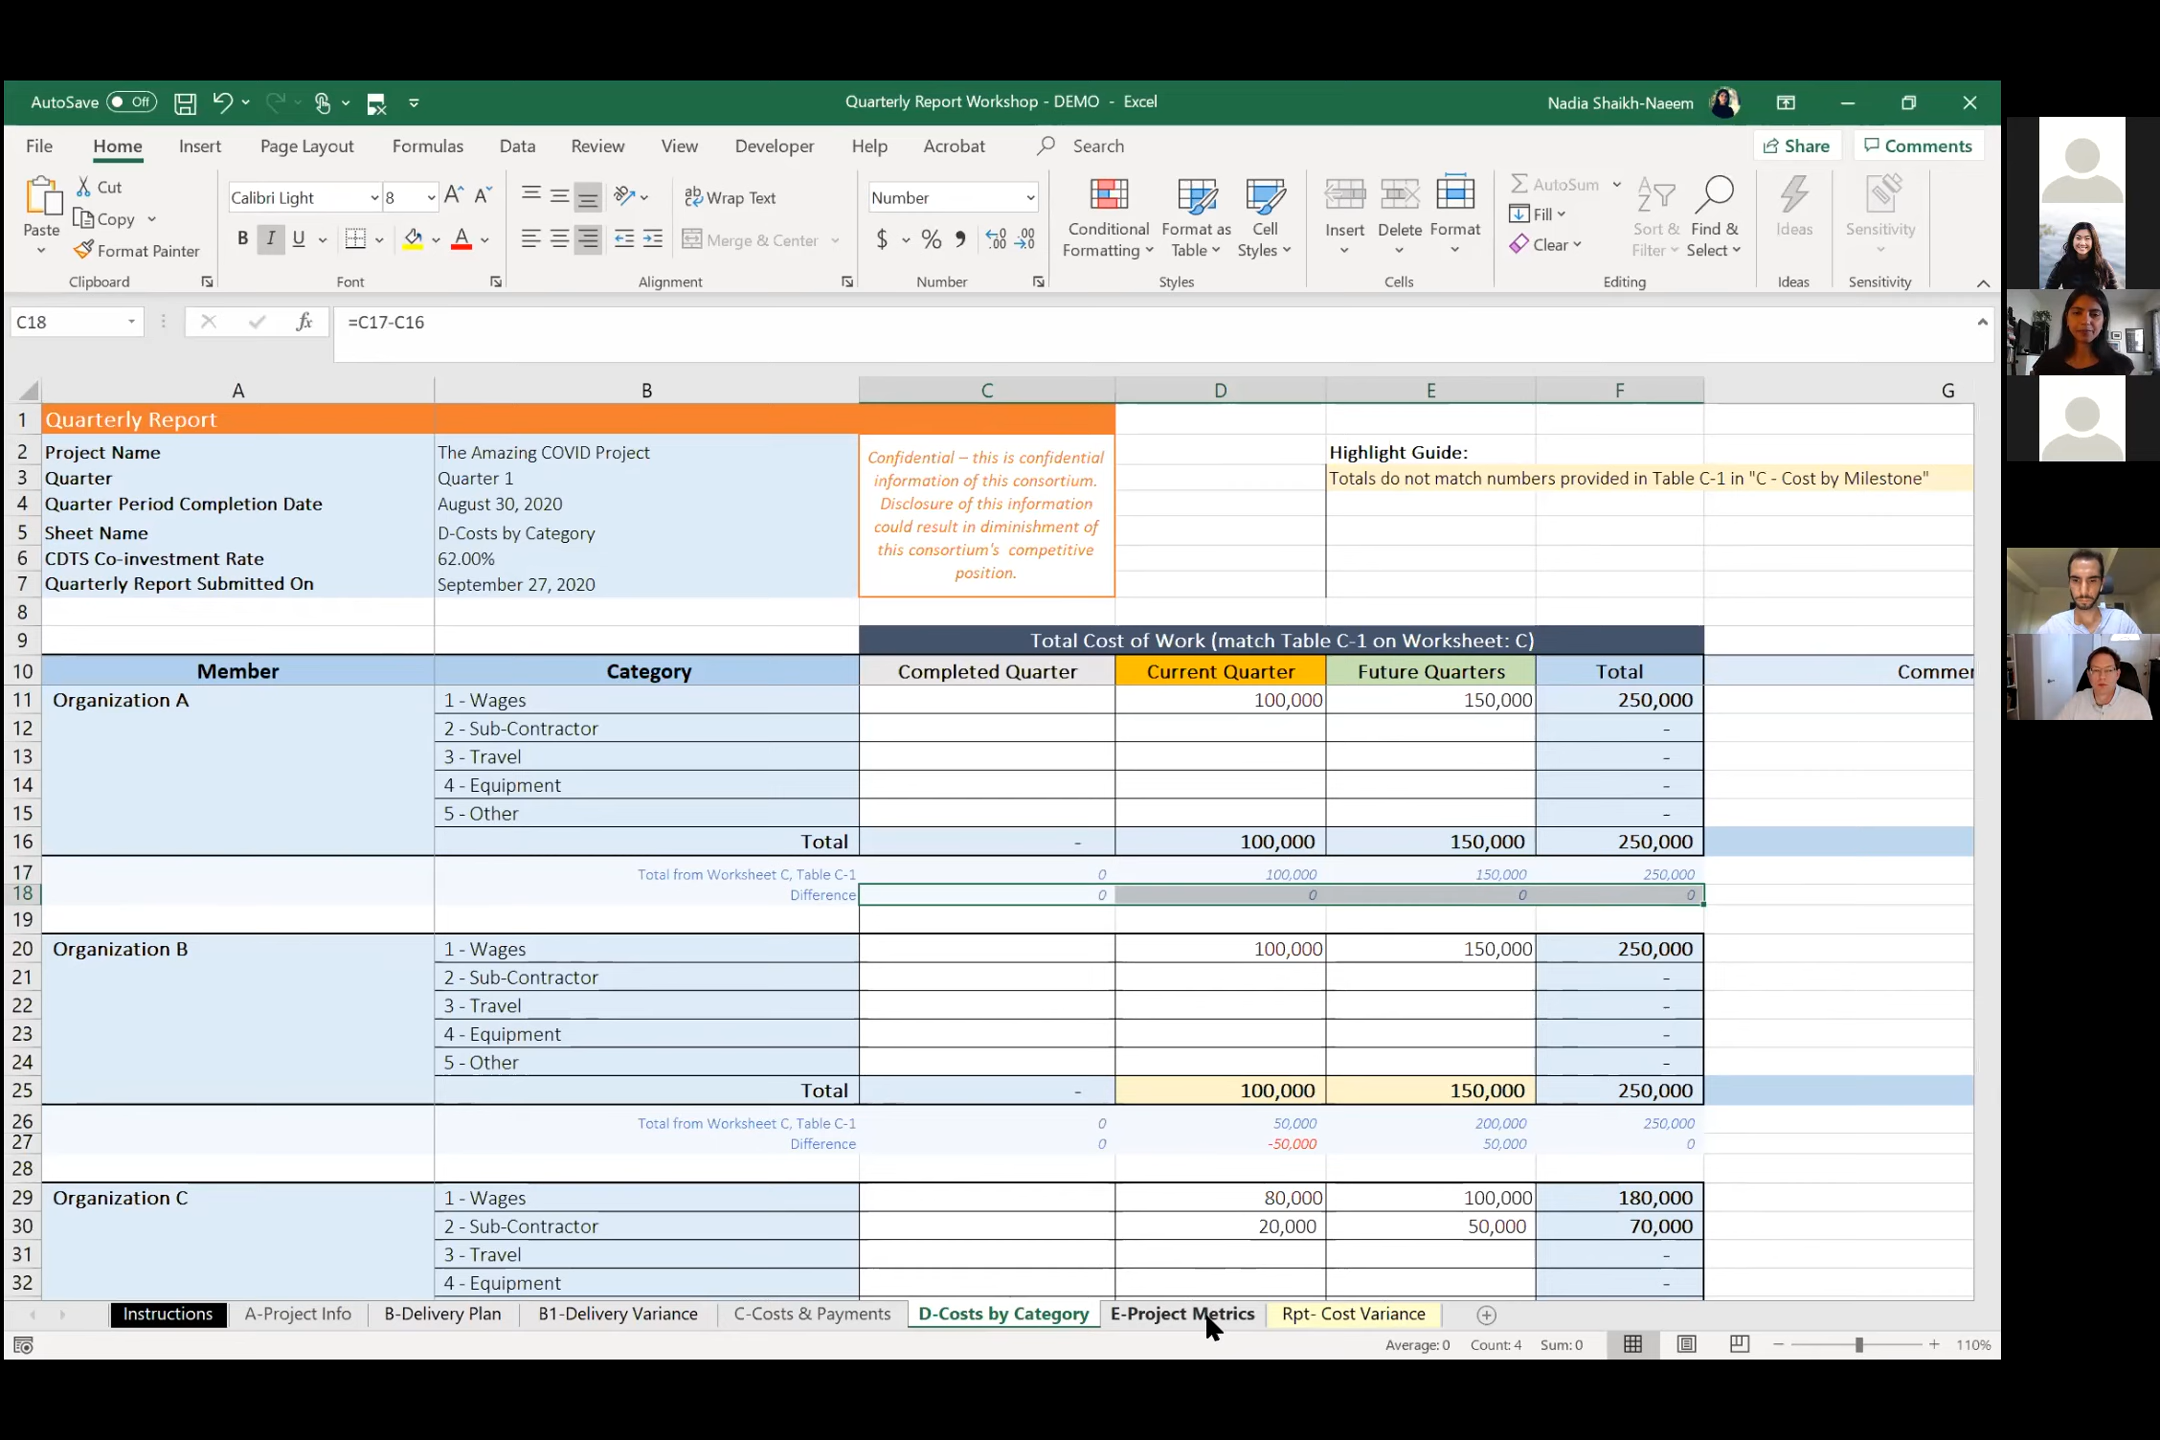 AutoSave Off Quarterly Report Workshop - DEMO - Excel Nadia Shaikh-Naeem
File Home Insert Page Layout Formulas Data Review View Developer Help Acrobat Search Share Comments
Paste Cut Copy Format Painter
Clipboard
Calibri Light 8 A A
B I U A
Font
ab Wrap Text
Merge & Center
Alignment
Number
$ % 9
Number
Conditional Formatting
Format as Table
Cell Styles
Styles
Insert Delete Format
Cells
AutoSum
Fill
Clear
Sort & Filter
Find & Select
Editing
Ideas
Ideas
Sensitivity
Sensitivity
C18 fx =C17-C16
A B C D E F G
1 Quarterly Report
2 Project Name The Amazing COVID Project
3 Quarter Quarter 1
4 Quarter Period Completion Date August 30, 2020
5 Sheet Name D-Costs by Category
6 CDTS Co-investment Rate 62.00%
7 Quarterly Report Submitted On September 27, 2020
Confidential – this is confidential
information of this consortium.
Disclosure of this information
could result in diminishment of
this consortium's competitive
position.
Highlight Guide:
Totals do not match numbers provided in Table C-1 in "C - Cost by Milestone"
8
9 Total Cost of Work (match Table C-1 on Worksheet: C)
10 Member Category Completed Quarter Current Quarter Future Quarters Total Commer
11 Organization A 1 - Wages 100,000 150,000 250,000
12 2 - Sub-Contractor -
13 3 - Travel -
14 4 - Equipment -
15 5 - Other -
16 Total - 100,000 150,000 250,000
17 Total from Worksheet C, Table C-1 0 100,000 150,000 250,000
18 Difference 0 0 0 0
19
20 Organization B 1 - Wages 100,000 150,000 250,000
21 2 - Sub-Contractor -
22 3 - Travel -
23 4 - Equipment -
24 5 - Other -
25 Total - 100,000 150,000 250,000
26 Total from Worksheet C, Table C-1 0 50,000 200,000 250,000
27 Difference 0 -50,000 50,000 0
28
29 Organization C 1 - Wages 80,000 100,000 180,000
30 2 - Sub-Contractor 20,000 50,000 70,000
31 3 - Travel -
32 4 - Equipment -
Instructions A-Project Info B-Delivery Plan B1-Delivery Variance C-Costs & Payments D-Costs by Category E-Project Metrics Rpt- Cost Variance
Average: 0 Count: 4 Sum: 0 110%